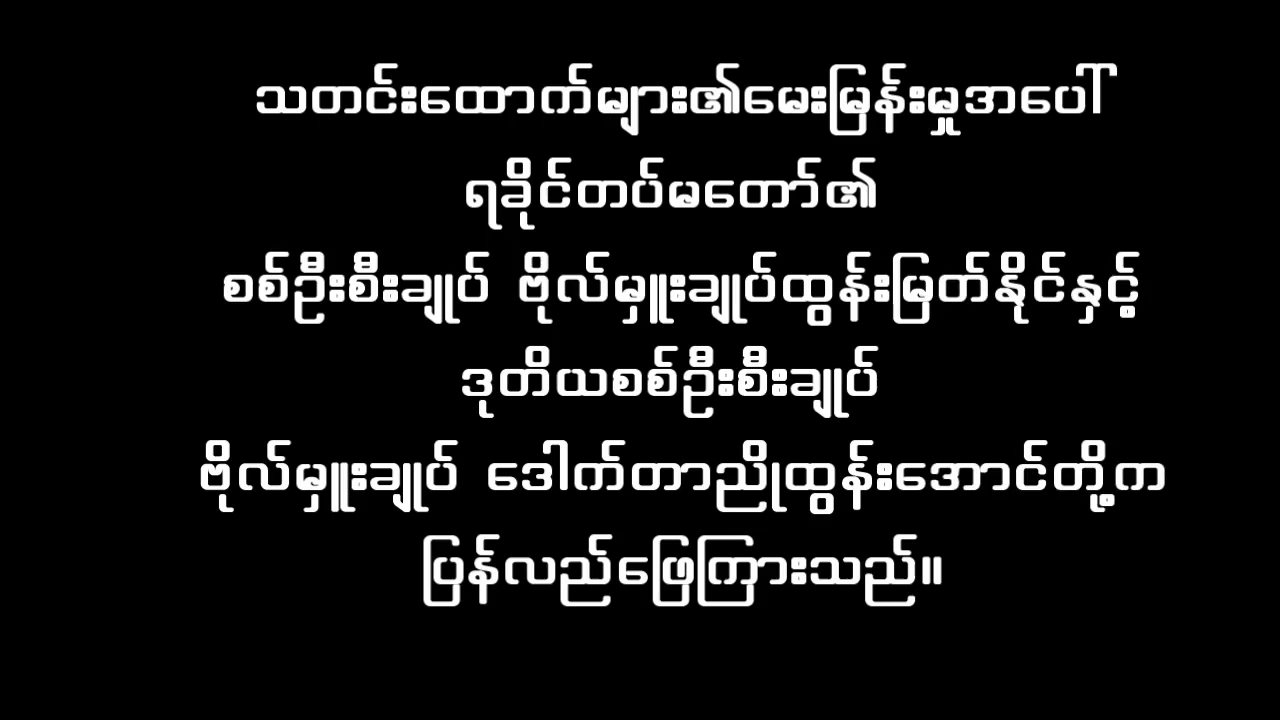 သတင်းထောက်များ၏မေးမြန်းမှုအပေါ်
ရခိုင်တပ်မတော်၏
စစ်ဦးစီးချုပ် ဗိုလ်မှူးချုပ်ထွန်းမြတ်နိုင်နှင့်
ဒုတိယစစ်ဦးစီးချုပ်
ဗိုလ်မှူးချုပ် ဒေါက်တာညိုထွန်းအောင်တို့က
ပြန်လည်ဖြေကြားသည်။